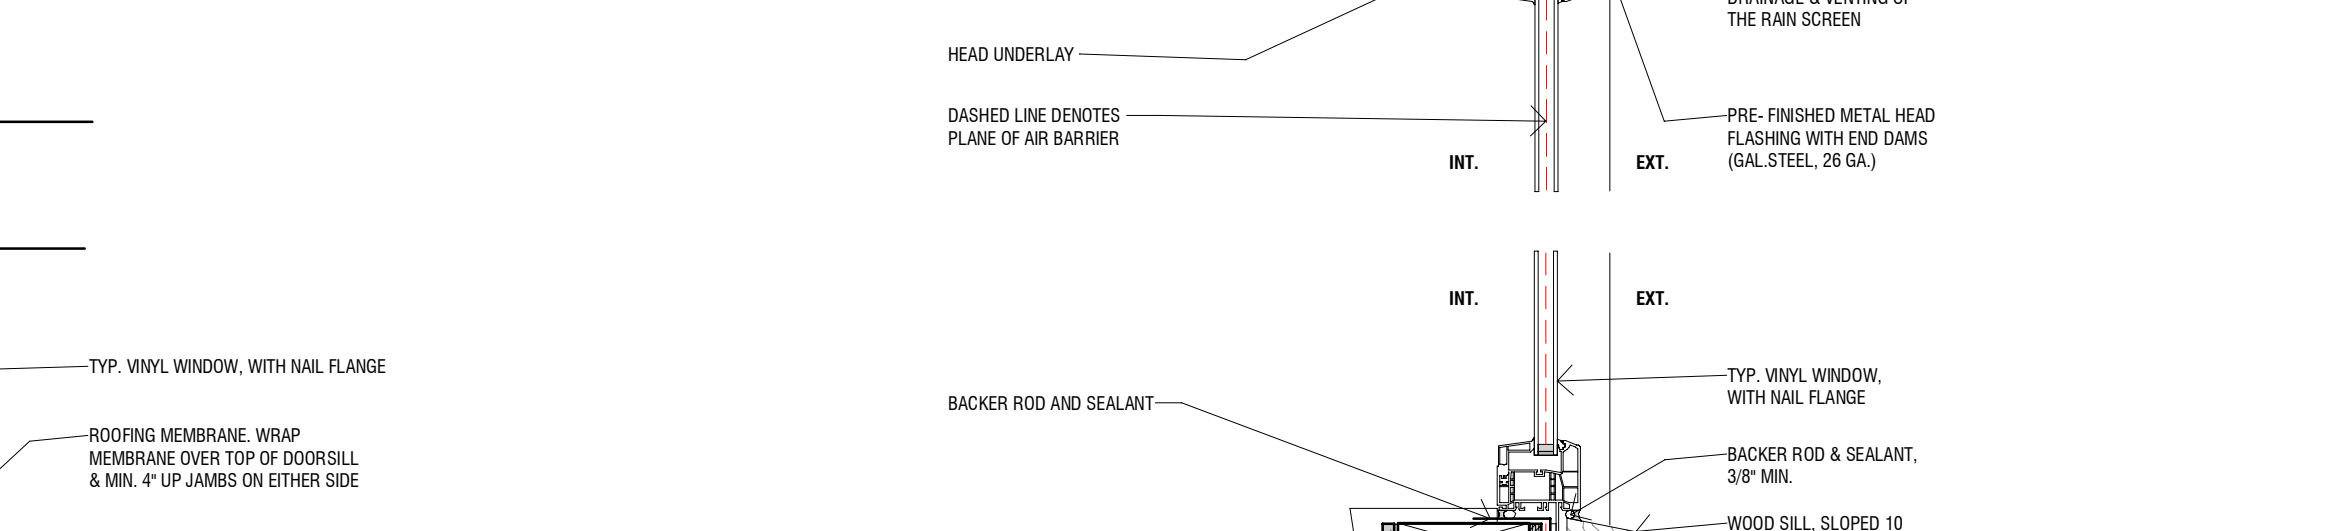 DRAINAGE & VENTING OF
THE RAIN SCREEN
HEAD UNDERLAY
DASHED LINE DENOTES
PLANE OF AIR BARRIER
PRE- FINISHED METAL HEAD
FLASHING WITH END DAMS
(GAL.STEEL, 26 GA.)
INT.
EXT.
INT.
EXT.
TYP. VINYL WINDOW, WITH NAIL FLANGE
TYP. VINYL WINDOW,
WITH NAIL FLANGE
BACKER ROD AND SEALANT
ROOFING MEMBRANE. WRAP
MEMBRANE OVER TOP OF DOORSILL
& MIN. 4" UP JAMBS ON EITHER SIDE
BACKER ROD & SEALANT,
3/8" MIN.
WOOD SILL, SLOPED 10